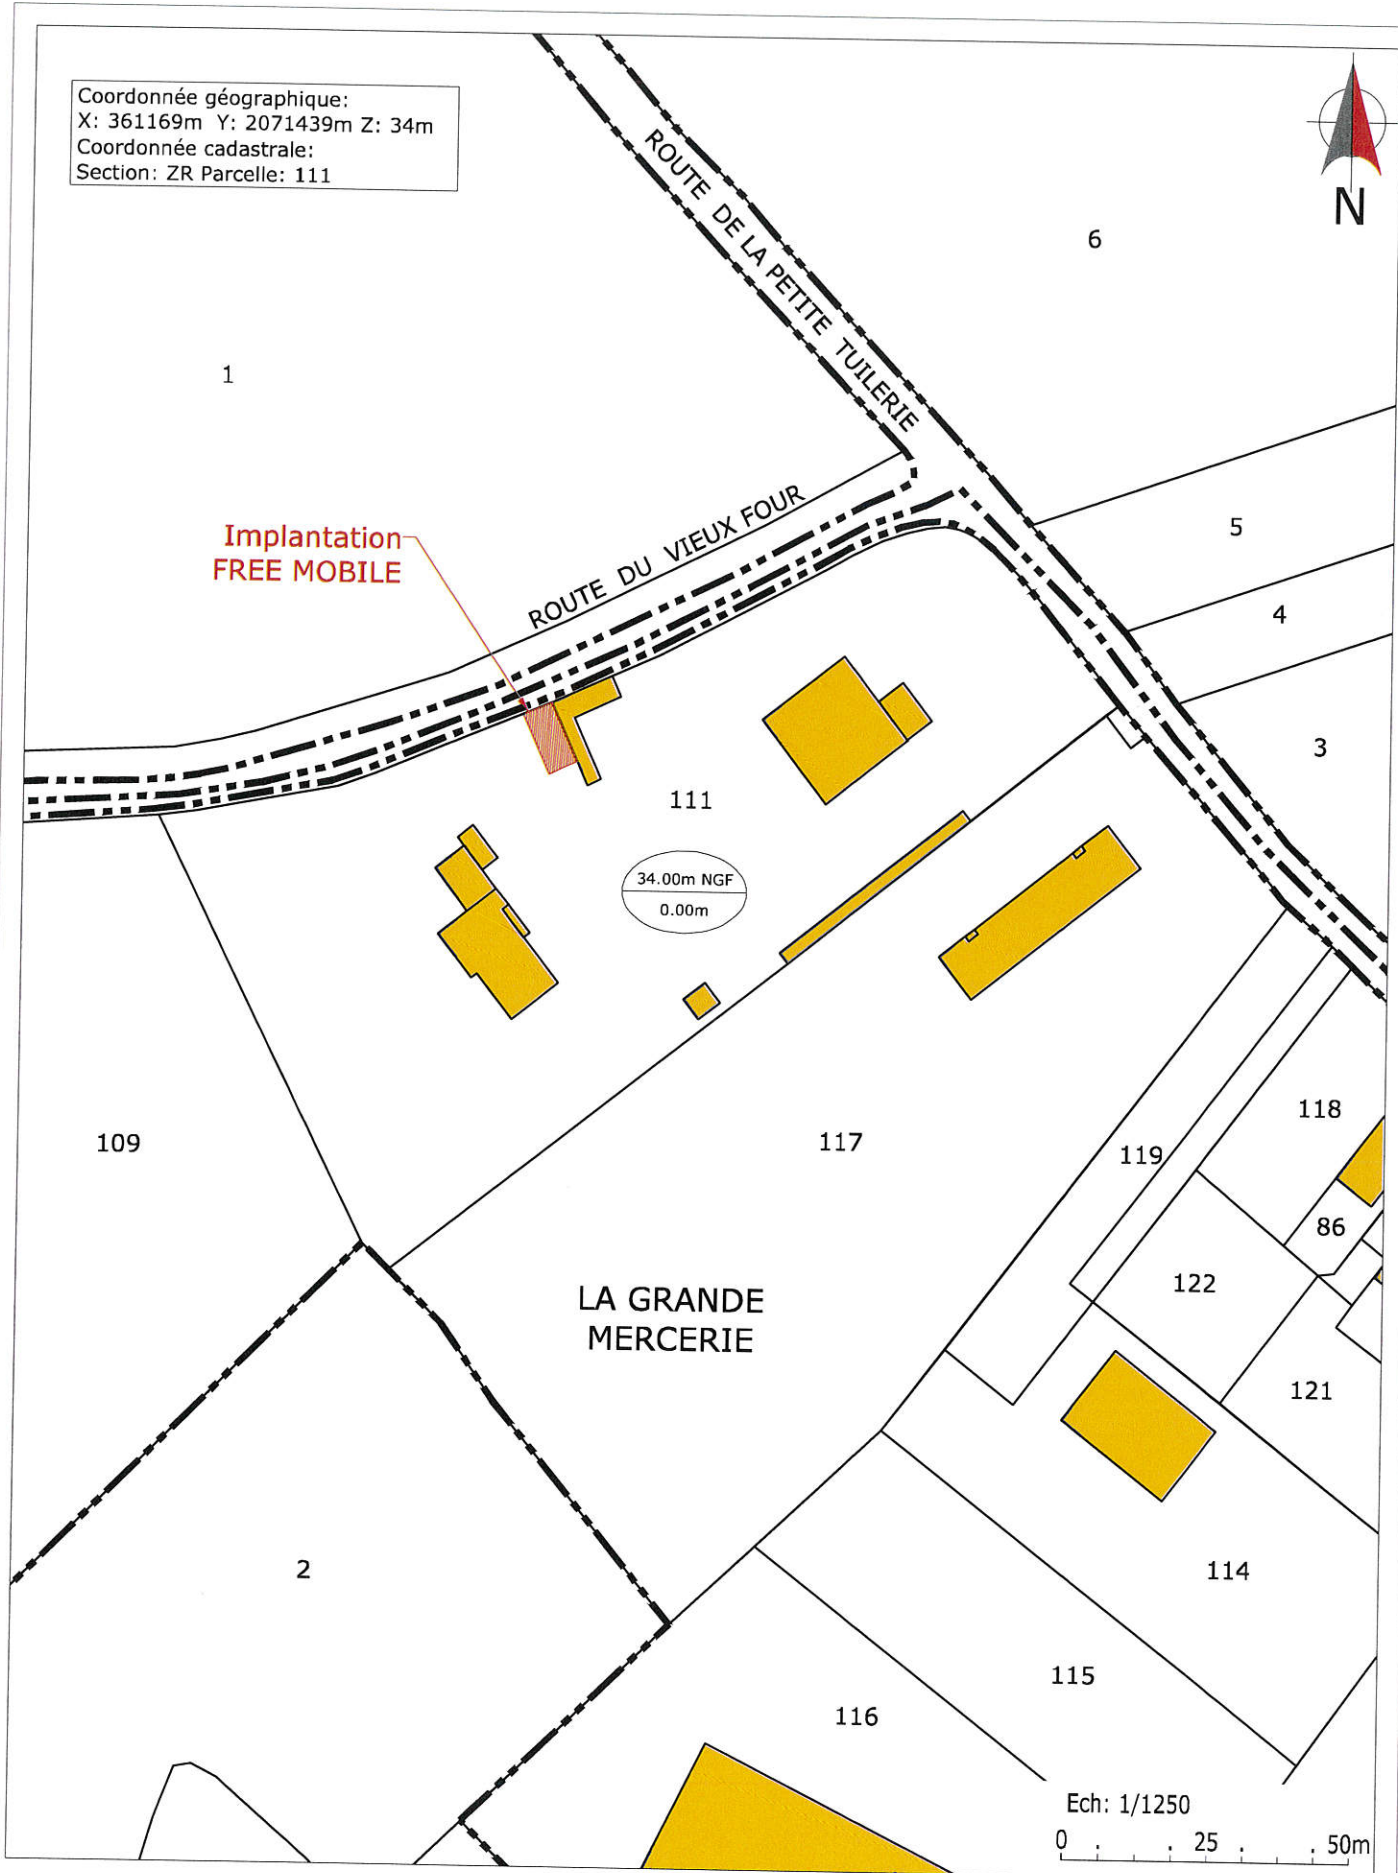 Coordonnée géographique:
X: 361169m Y: 2071439m Z: 34m
Coordonnée cadastrale:
Section: ZR Parcelle: 111
N
ROUTE DE LA PETITE TUILERIE
6
1
5
ROUTE DU VIEUX FOUR
Implantation
FREE MOBILE
4
3
111
34.00m NGF
0.00m
109
117
118
119
86
122
LA GRANDE
MERCERIE
121
2
114
115
116
Ech: 1/1250
0 25 50m